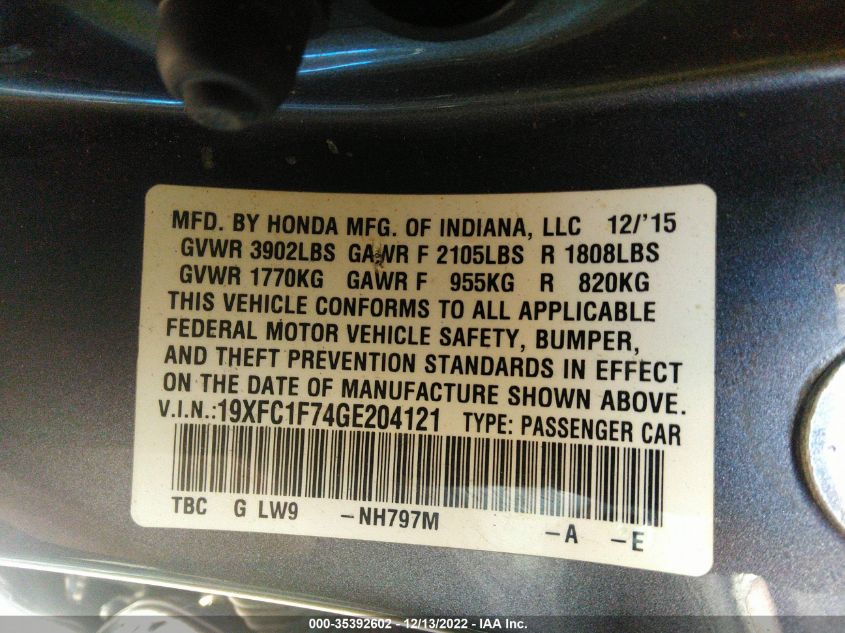 MFD. BY HONDA MFG. OF INDIANA, LLC 12/'15
GVWR 3902LBS GAWR F 2105LBS R 1808LBS
GVWR 1770KG GAWR F 955KG R 820KG
THIS VEHICLE CONFORMS TO ALL APPLICABLE
FEDERAL MOTOR VEHICLE SAFETY, BUMPER,
AND THEFT PREVENTION STANDARDS IN EFFECT
ON THE DATE OF MANUFACTURE SHOWN ABOVE.
V.I.N.:19XFC1F74GE204121 TYPE: PASSENGER CAR
TBC G LW9 -NH797M -A -E
000-35392602 - 12/13/2022 - IAA Inc.